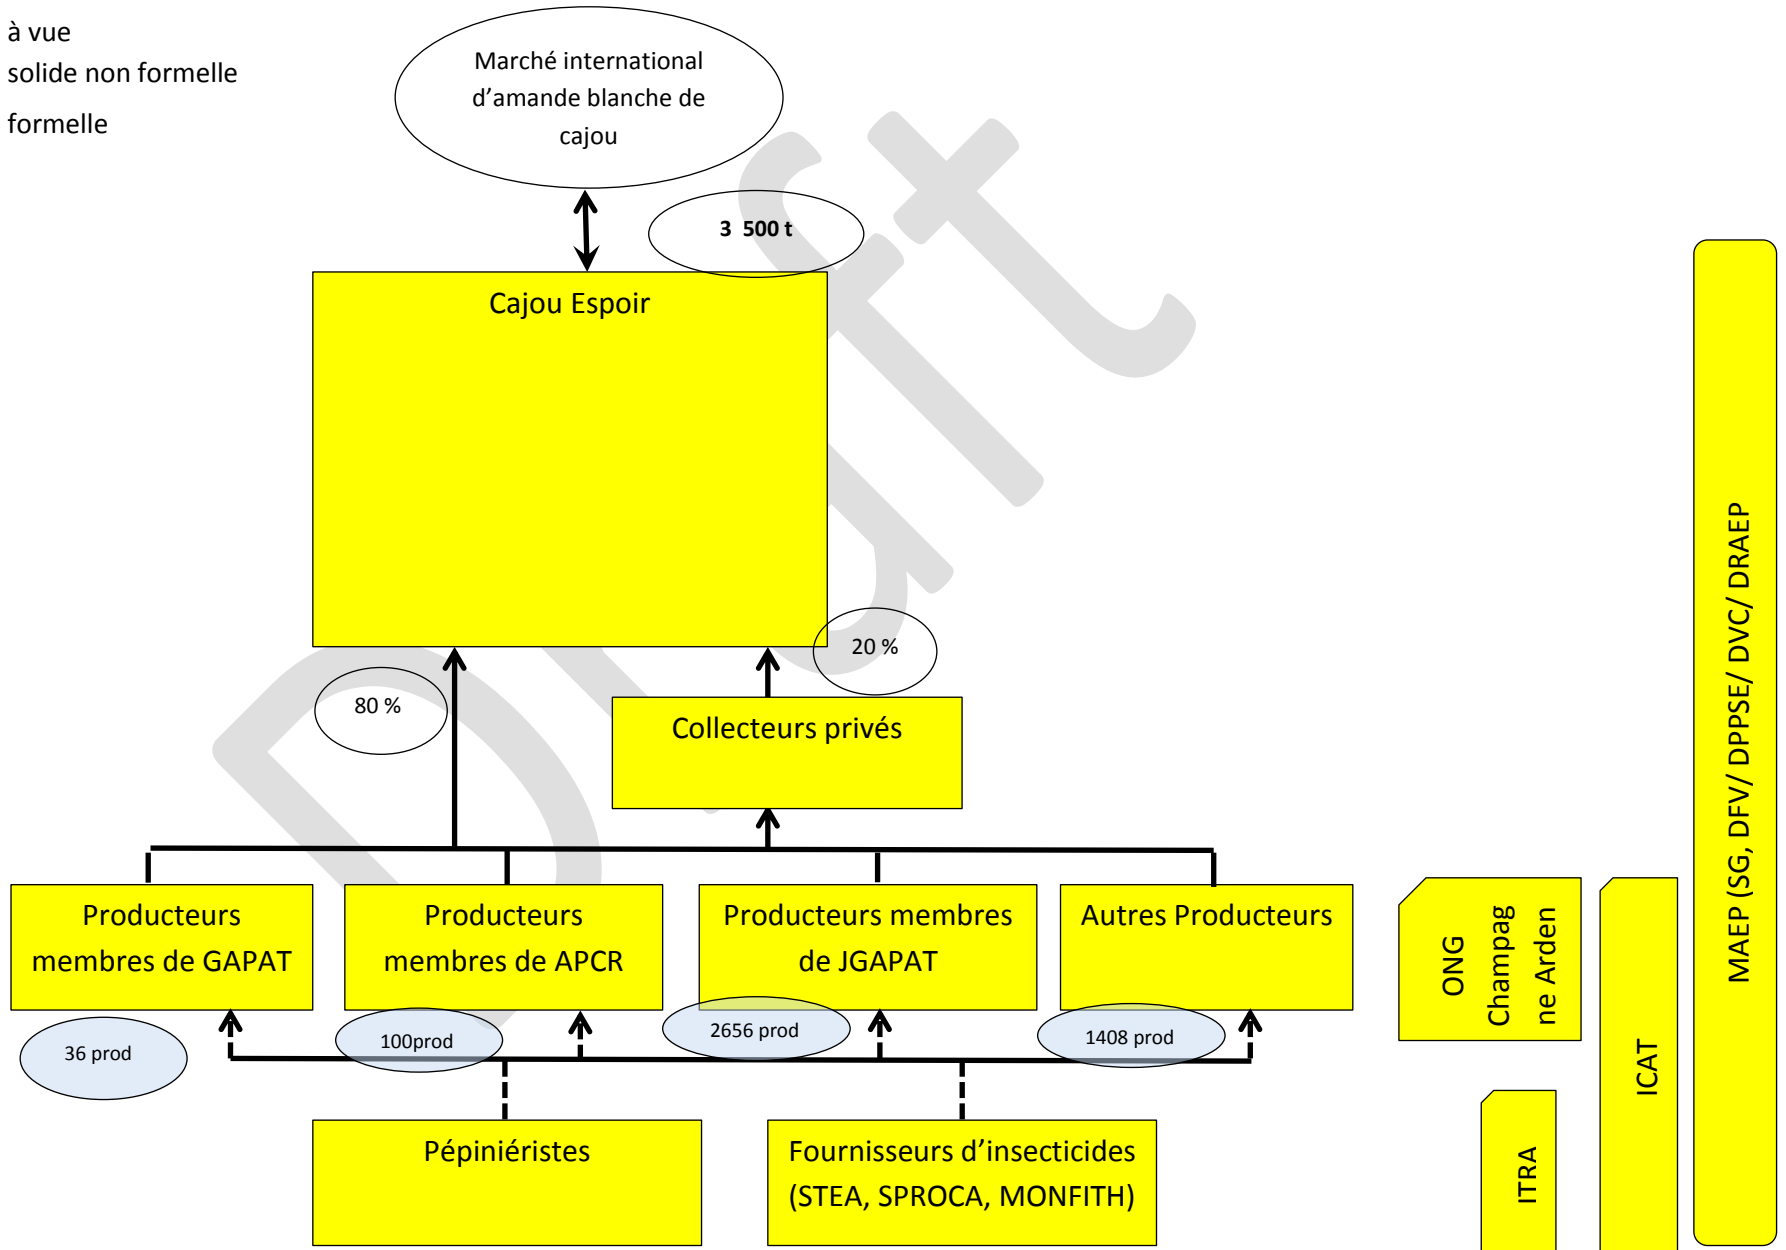 à vue
solide non formelle
formelle
Marché international
d’amande blanche de
cajou
3 500 t
Cajou Espoir
20 %
80 %
Collecteurs privés
Producteurs
membres de GAPAT
Producteurs
membres de APCR
Producteurs membres
de JGAPAT
Autres Producteurs
36 prod
100prod
2656 prod
1408 prod
Pépiniéristes
Fournisseurs d’insecticides
(STEA, SPROCA, MONFITH)
ONG
Champag
ne Arden
ITRA
ICAT
MAEP (SG, DFV/ DPPSE/ DVC/ DRAEP
Draft